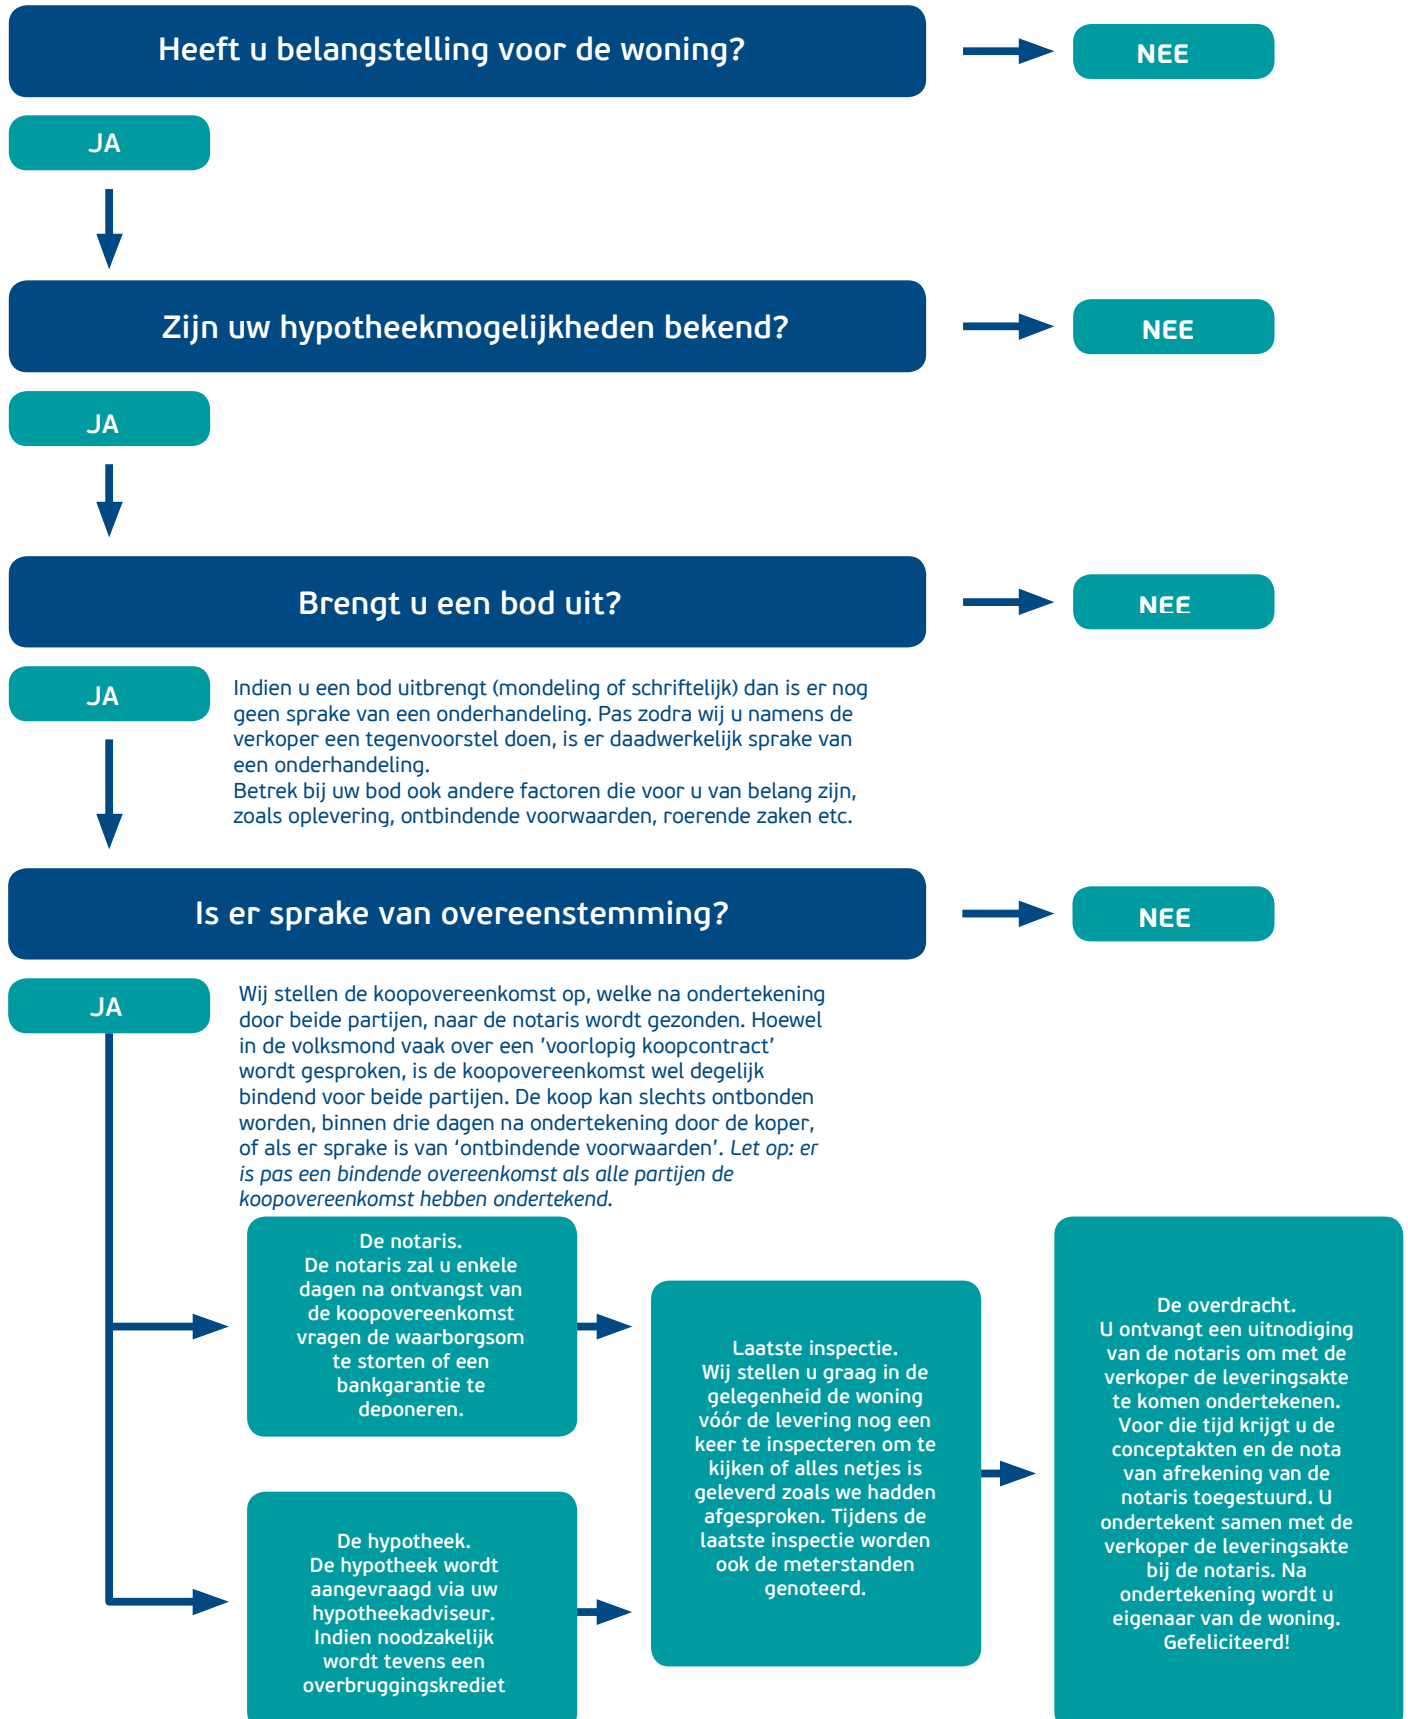 Heeft u belangstelling voor de woning?
NEE
JA
Zijn uw hypotheekmogelijkheden bekend?
NEE
JA
Brengt u een bod uit?
NEE
JA
Indien u een bod uitbrengt (mondeling of schriftelijk) dan is er nog
geen sprake van een onderhandeling. Pas zodra wij u namens de
verkoper een tegenvoorstel doen, is er daadwerkelijk sprake van
een onderhandeling.
Betrek bij uw bod ook andere factoren die voor u van belang zijn,
zoals oplevering, ontbindende voorwaarden, roerende zaken etc.
Is er sprake van overeenstemming?
NEE
JA
Wij stellen de koopovereenkomst op, welke na ondertekening
door beide partijen, naar de notaris wordt gezonden. Hoewel
in de volksmond vaak over een 'voorlopig koopcontract'
wordt gesproken, is de koopovereenkomst wel degelijk
bindend voor beide partijen. De koop kan slechts ontbonden
worden, binnen drie dagen na ondertekening door de koper,
of als er sprake is van ‘ontbindende voorwaarden’. Let op: er
is pas een bindende overeenkomst als alle partijen de
koopovereenkomst hebben ondertekend.
De notaris.
De notaris zal u enkele
dagen na ontvangst van
de koopovereenkomst
vragen de waarborgsom
te storten of een
bankgarantie te
deponeren.
De hypotheek.
De hypotheek wordt
aangevraagd via uw
hypotheekadviseur.
Indien noodzakelijk
wordt tevens een
overbruggingskrediet
Laatste inspectie.
Wij stellen u graag in de
gelegenheid de woning
vóór de levering nog een
keer te inspecteren om te
kijken of alles netjes is
geleverd zoals we hadden
afgesproken. Tijdens de
laatste inspectie worden
ook de meterstanden
genoteerd.
De overdracht.
U ontvangt een uitnodiging
van de notaris om met de
verkoper de leveringsakte
te komen ondertekenen.
Voor die tijd krijgt u de
conceptakten en de nota
van afrekening van de
notaris toegestuurd. U
ondertekent samen met de
verkoper de leveringsakte
bij de notaris. Na
ondertekening wordt u
eigenaar van de woning.
Gefeliciteerd!